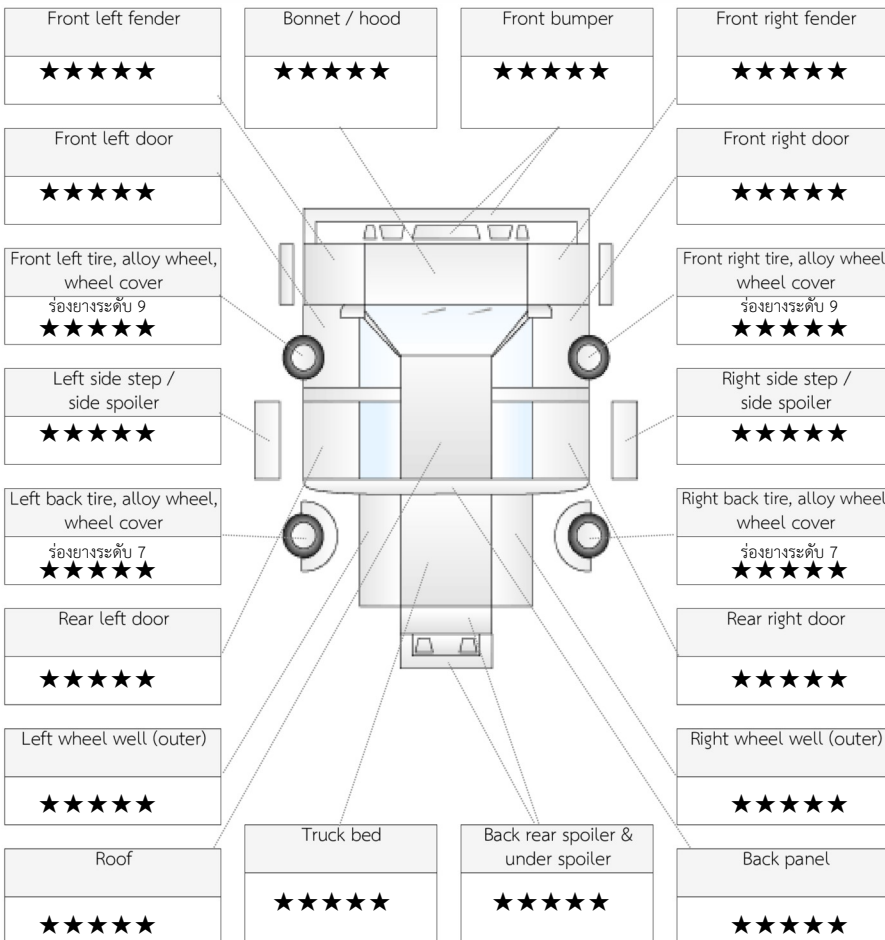 Front left fender
★★★★★
Bonnet / hood
★★★★★
Front bumper
★★★★★
Front right fender
★★★★★
Front left door
★★★★★
Front right door
★★★★★
Front left tire, alloy wheel,
wheel cover
ร่องยางระดับ 9
★★★★★
Front right tire, alloy wheel
wheel cover
ร่องยางระดับ 9
★★★★★
Left side step /
side spoiler
★★★★★
Right side step /
side spoiler
★★★★★
Left back tire, alloy wheel,
wheel cover
ร่องยางระดับ 7
★★★★★
Right back tire, alloy wheel
wheel cover
ร่องยางระดับ 7
★★★★★
Rear left door
★★★★★
Rear right door
★★★★★
Left wheel well (outer)
★★★★★
Right wheel well (outer)
★★★★★
Roof
★★★★★
Truck bed
★★★★★
Back rear spoiler &
under spoiler
★★★★★
Back panel
★★★★★